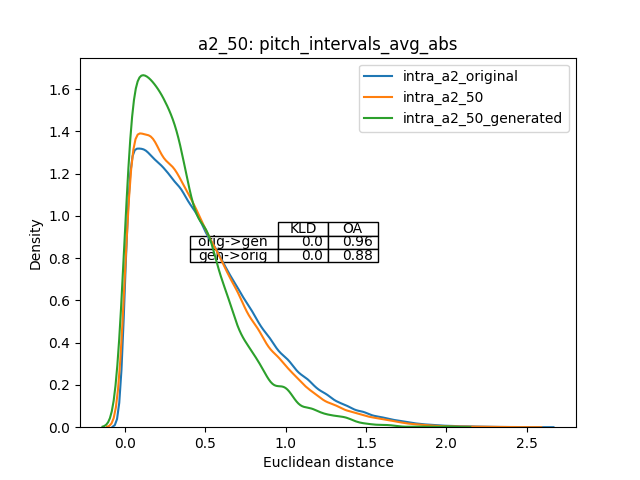 a2_50: pitch_intervals_avg_abs
intra_a2_original
intra_a2_50
intra_a2_50_generated
Density
1.6
1.4
1.2
1.0
0.8
0.6
0.4
0.2
0.0
KLD OA
orig->gen 0.0 0.96
gen->orig 0.0 0.88
0.0 0.5 1.0 1.5 2.0 2.5
Euclidean distance